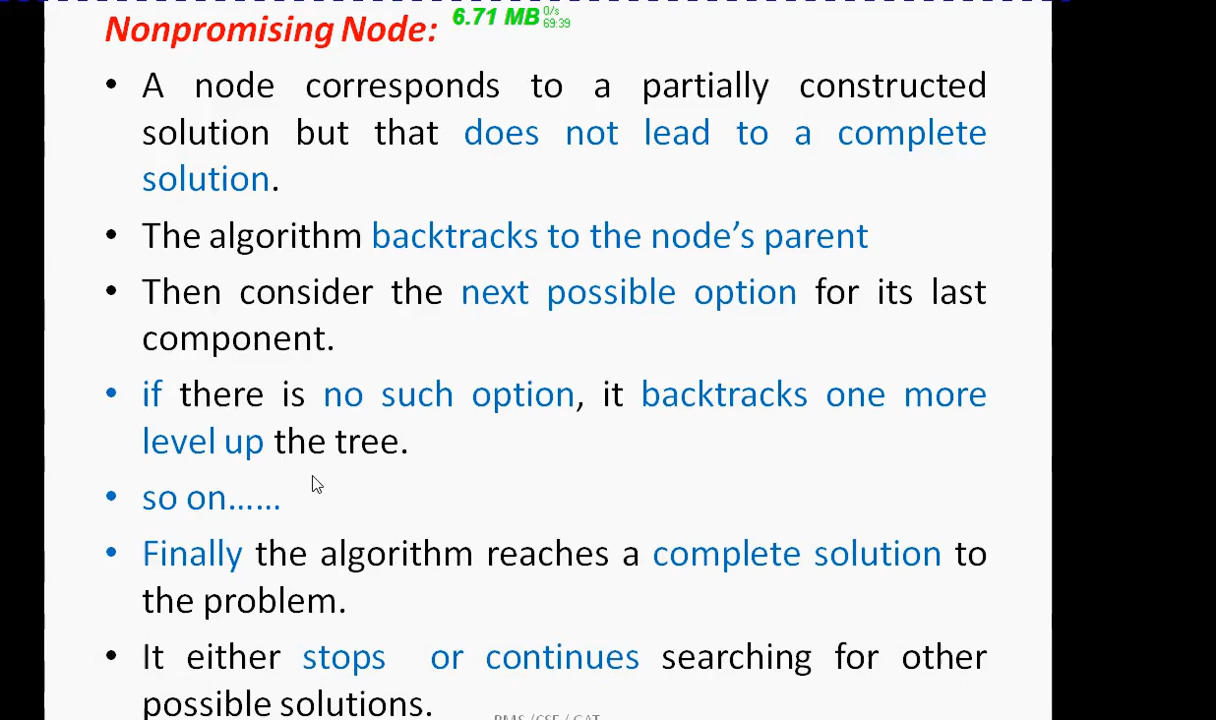 Nonpromising Node:
6.71 MB 0/s
69:39
• A node corresponds to a partially constructed
solution but that does not lead to a complete
solution.
• The algorithm backtracks to the node’s parent
• Then consider the next possible option for its last
component.
• if there is no such option, it backtracks one more
level up the tree.
• so on......
• Finally the algorithm reaches a complete solution to
the problem.
• It either stops or continues searching for other
possible solutions.